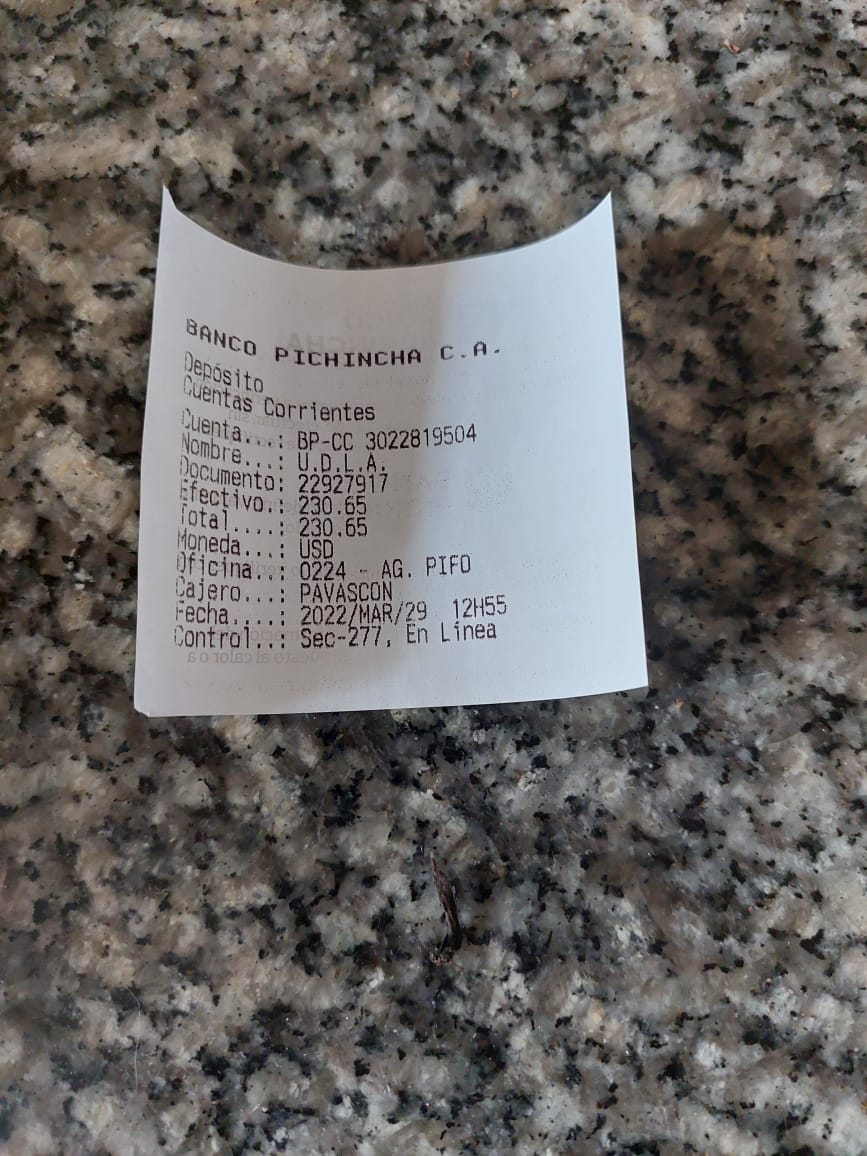 BANCO PICHINCHA C.A.
Depósito
Cuentas Corrientes
Cuenta...: BP-CC 3022819504
Nombre...: U.D.L.A.
Documento: 22927917
Efectivo.: 230.65
Total....: 230.65
Moneda...: USD
Oficina..: 0224 - AG. PIFO
Cajero...: PAVASCON
Fecha....: 2022/MAR/29 12H55
Control..: Sec-277, En Línea